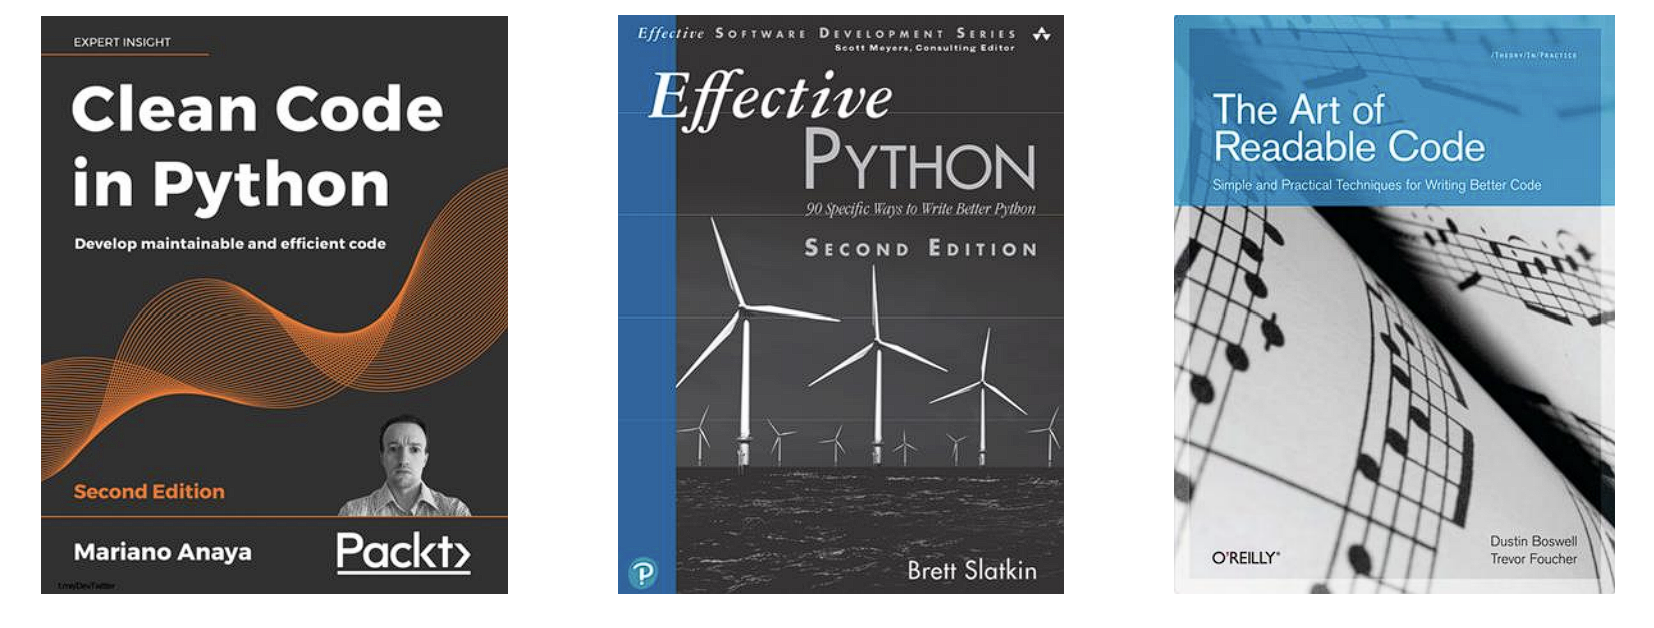 EXPERT INSIGHT
Clean Code
in Python
Develop maintainable and efficient code
Second Edition
Mariano Anaya
Packt>
t.me/DevTwitter
Effective SOFTWARE DEVELOPMENT SERIES
Scott Meyers, Consulting Editor
Effective
PYTHON
90 Specific Ways to Write Better Python
SECOND EDITION
P
Brett Slatkin
/THEORY/IN/PRACTICE
The Art of
Readable Code
Simple and Practical Techniques for Writing Better Code
O'REILLY®
Dustin Boswell
Trevor Foucher